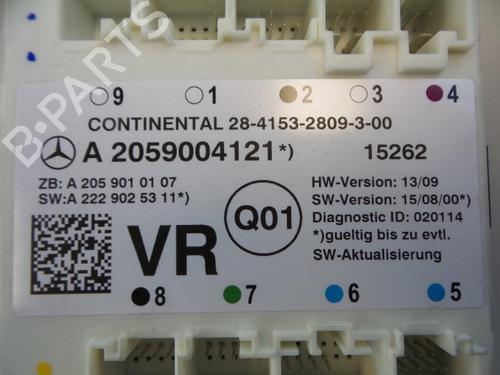 9 1 2 3 4
CONTINENTAL 28-4153-2809-3-00
A 2059004121*) 15262
ZB: A 205 901 01 07
SW:A 222 902 53 11*)
HW-Version: 13/09
SW-Version: 15/08/00*)
Diagnostic ID: 020114
*)gueltig bis zu evtl.
SW-Aktualisierung
VR
Q01
8 7 6 5
B-PARTS